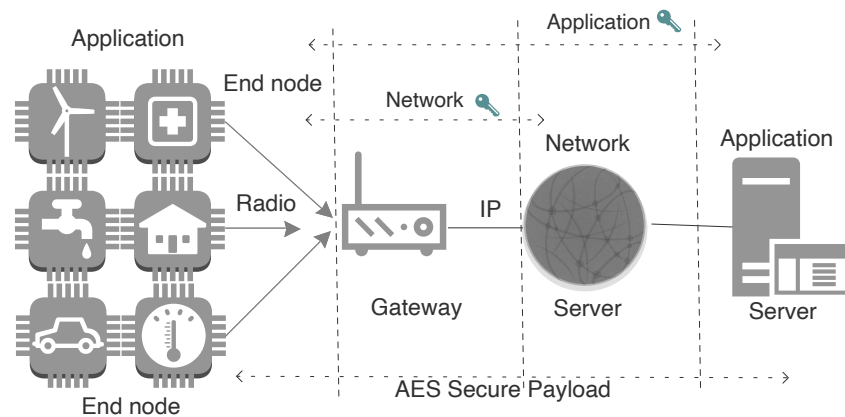 Application
Application
End node
Network
Network
Application
Radio
IP
Gateway
Server
Server
AES Secure Payload
End node